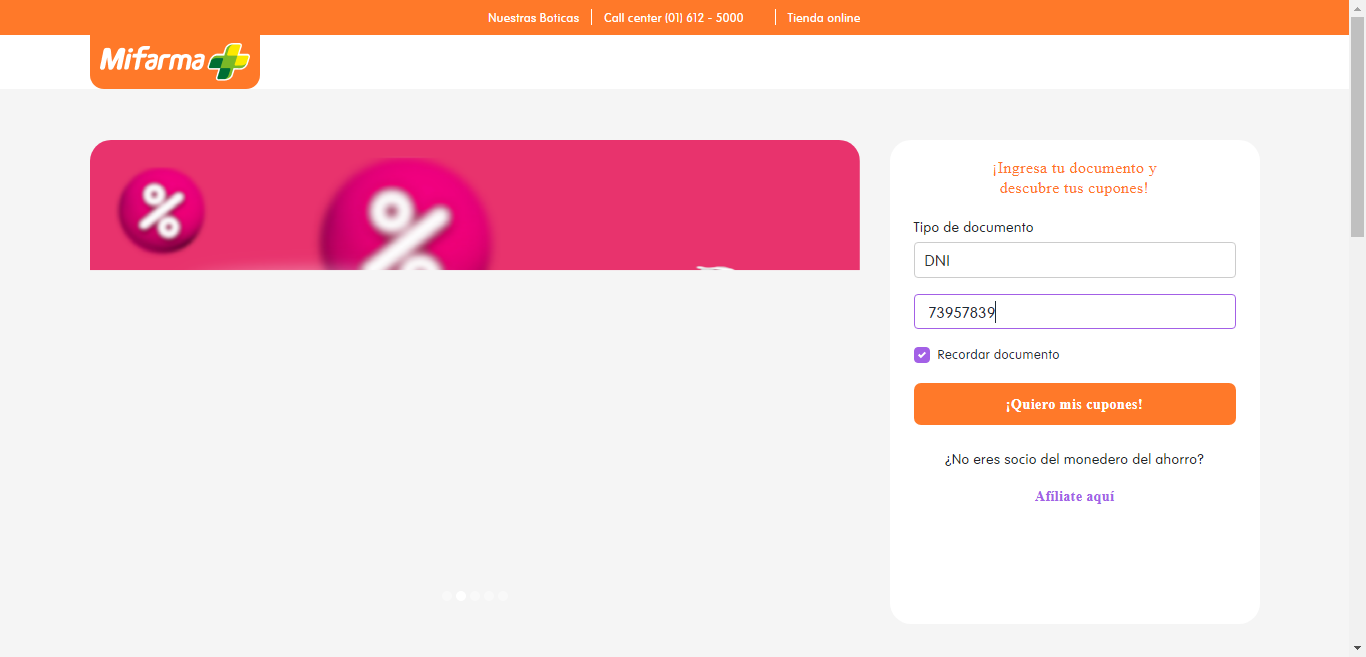 Nuestras Boticas
Call center (01) 612 - 5000
Tienda online
Mifarma
%
%
¡Ingresa tu documento y
descubre tus cupones!
Tipo de documento
DNI
73957839
Recordar documento
¡Quiero mis cupones!
¿No eres socio del monedero del ahorro?
Afíliate aquí